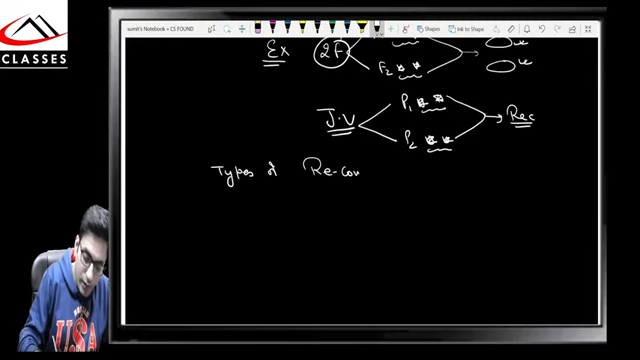 sumit's Notebook » CS FOUND
Shapes
Ink to Shape
CLASSES
Ex
2F
F2 **
J.V
P1 **
P2 **
Rec
Types of Re-con
USA